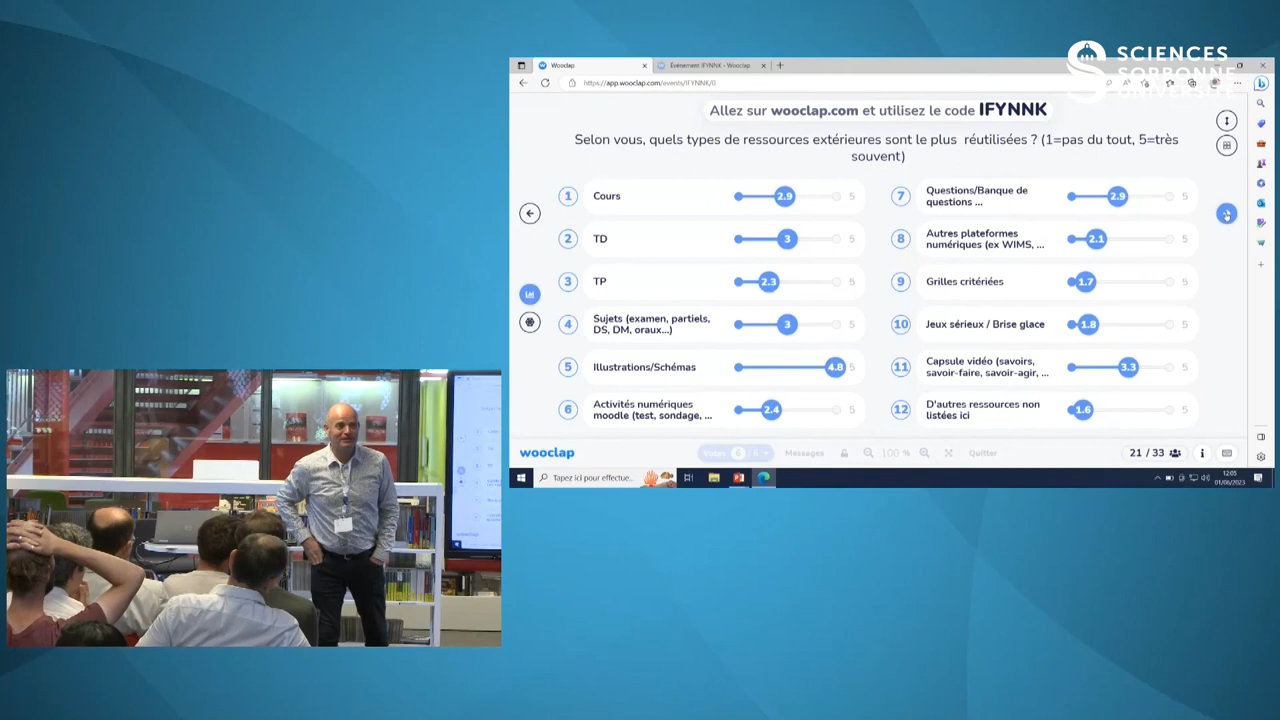 SCIENCES
SORBONNE
UNIVERSITÉ
Wooclap
Événement IFYNNK - Wooclap
https://app.wooclap.com/events/IFYNNK/0
Allez sur wooclap.com et utilisez le code IFYNNK
Selon vous, quels types de ressources extérieures sont le plus réutilisées ? (1=pas du tout, 5=très
souvent)
1 Cours 2.9 5
2 TD 3 5
3 TP 2.3 5
4 Sujets (examen, partiels,
DS, DM, oraux...) 3 5
5 Illustrations/Schémas 4.8 5
6 Activités numériques
moodle (test, sondage, ... 2.4 5
7 Questions/Banque de
questions ... 2.9 5
8 Autres plateformes
numériques (ex WIMS, ... 2.1 5
9 Grilles critériées 1.7 5
10 Jeux sérieux / Brise glace 1.8 5
11 Capsule vidéo (savoirs,
savoir-faire, savoir-agir, ... 3.3 5
12 D'autres ressources non
listées ici 1.6 5
wooclap
Votes 6
Messages
100 %
Quitter
21 / 33
Tapez ici pour effectue...
12:05
01/06/2023